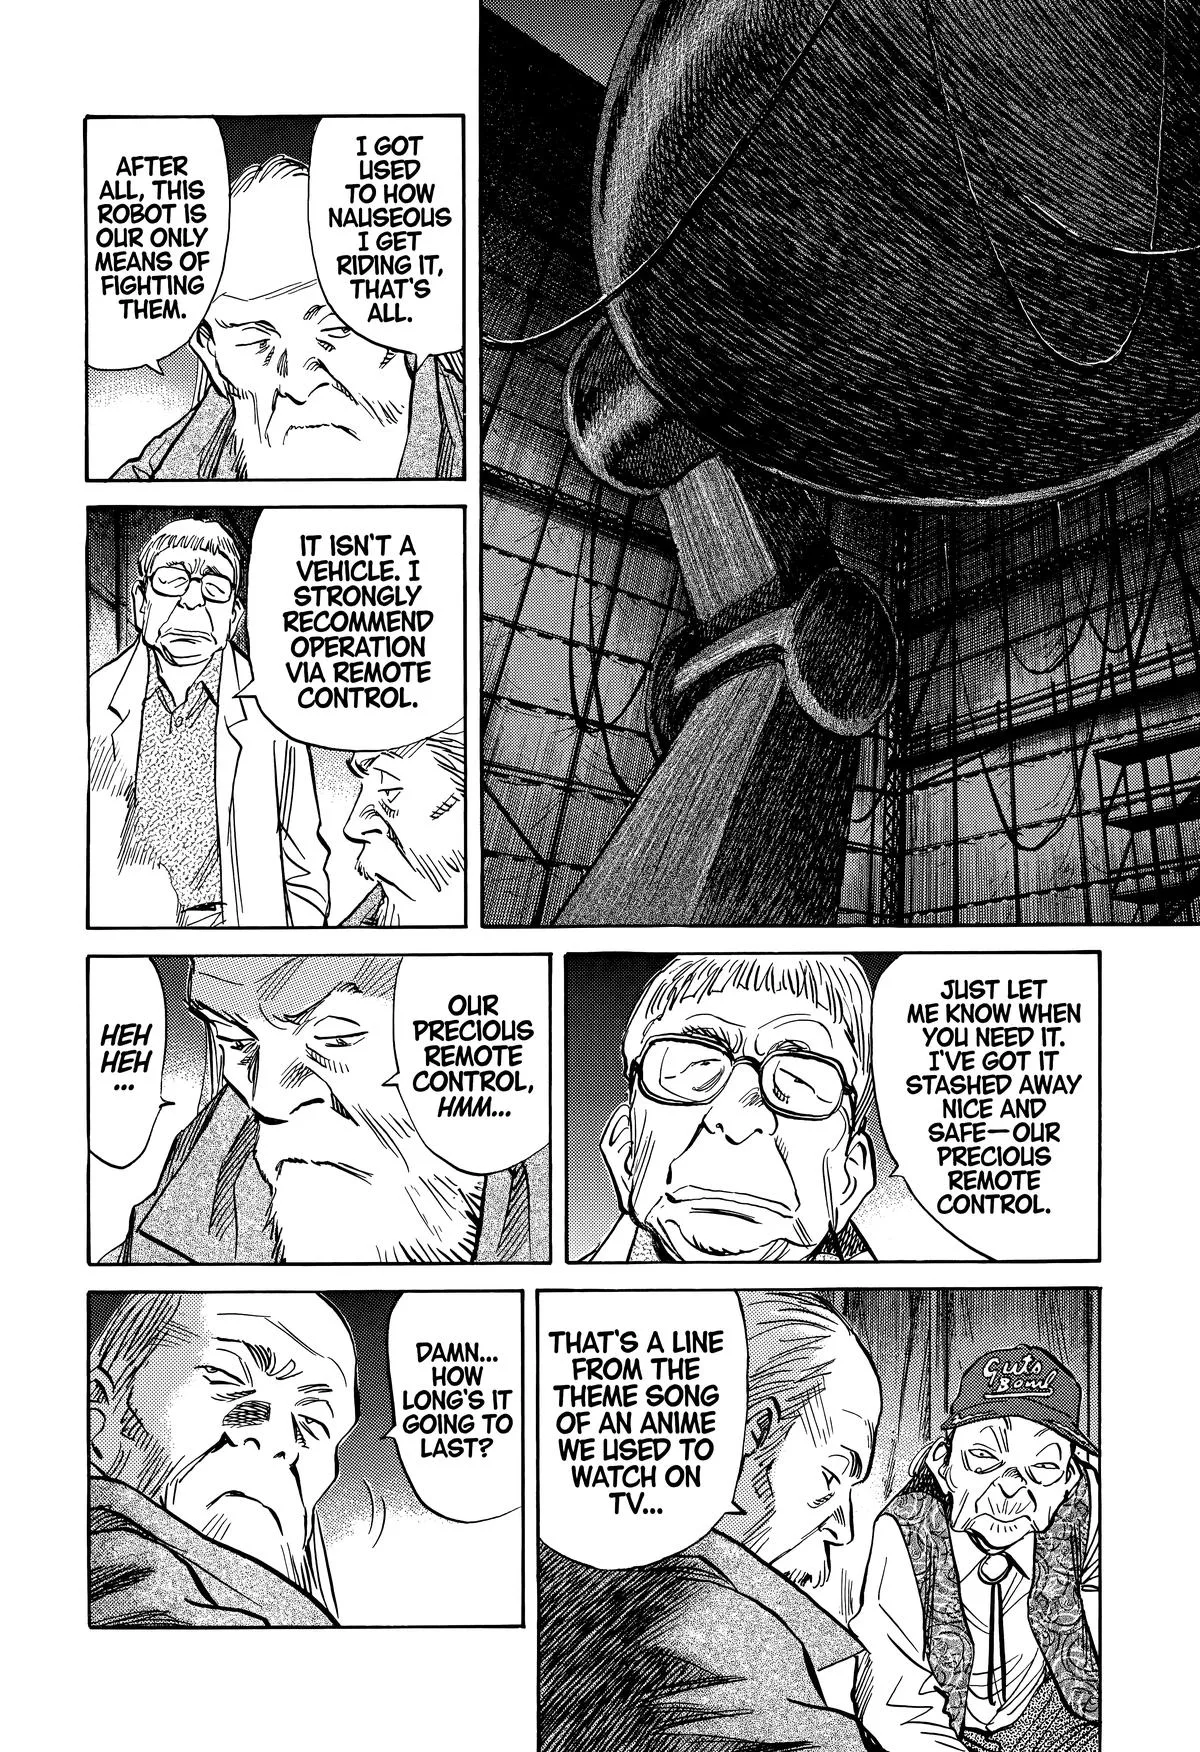 I GOT
USED
TO HOW
NAUSEOUS
I GET
RIDING IT,
THAT'S
ALL.
AFTER
ALL, THIS
ROBOT IS
OUR ONLY
MEANS OF
FIGHTING
THEM.
IT ISN'T A
VEHICLE. I
STRONGLY
RECOMMEND
OPERATION
VIA REMOTE
CONTROL.
JUST LET
ME KNOW WHEN
YOU NEED IT.
I'VE GOT IT
STASHED AWAY
NICE AND
SAFE—OUR
PRECIOUS
REMOTE
CONTROL.
OUR
PRECIOUS
REMOTE
CONTROL,
HMM...
HEH
HEH
...
THAT'S A LINE
FROM THE
THEME SONG
OF AN ANIME
WE USED TO
WATCH ON
TV...
Guts
Bowl
DAMN...
HOW
LONG'S IT
GOING TO
LAST?